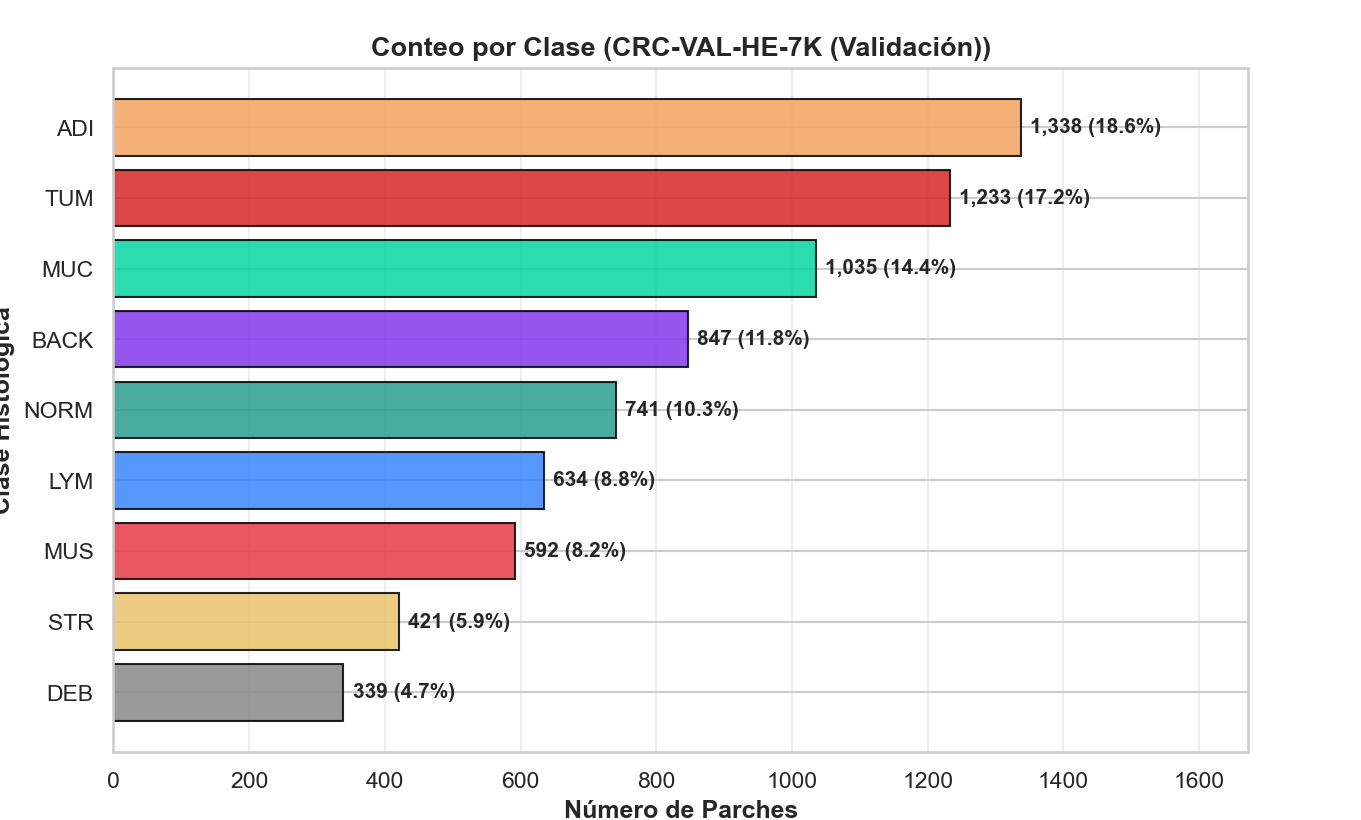 Conteo por Clase (CRC-VAL-HE-7K (Validación))
Clase Histológica
ADI 1,338 (18.6%)
TUM 1,233 (17.2%)
MUC 1,035 (14.4%)
BACK 847 (11.8%)
NORM 741 (10.3%)
LYM 634 (8.8%)
MUS 592 (8.2%)
STR 421 (5.9%)
DEB 339 (4.7%)
0 200 400 600 800 1000 1200 1400 1600
Número de Parches